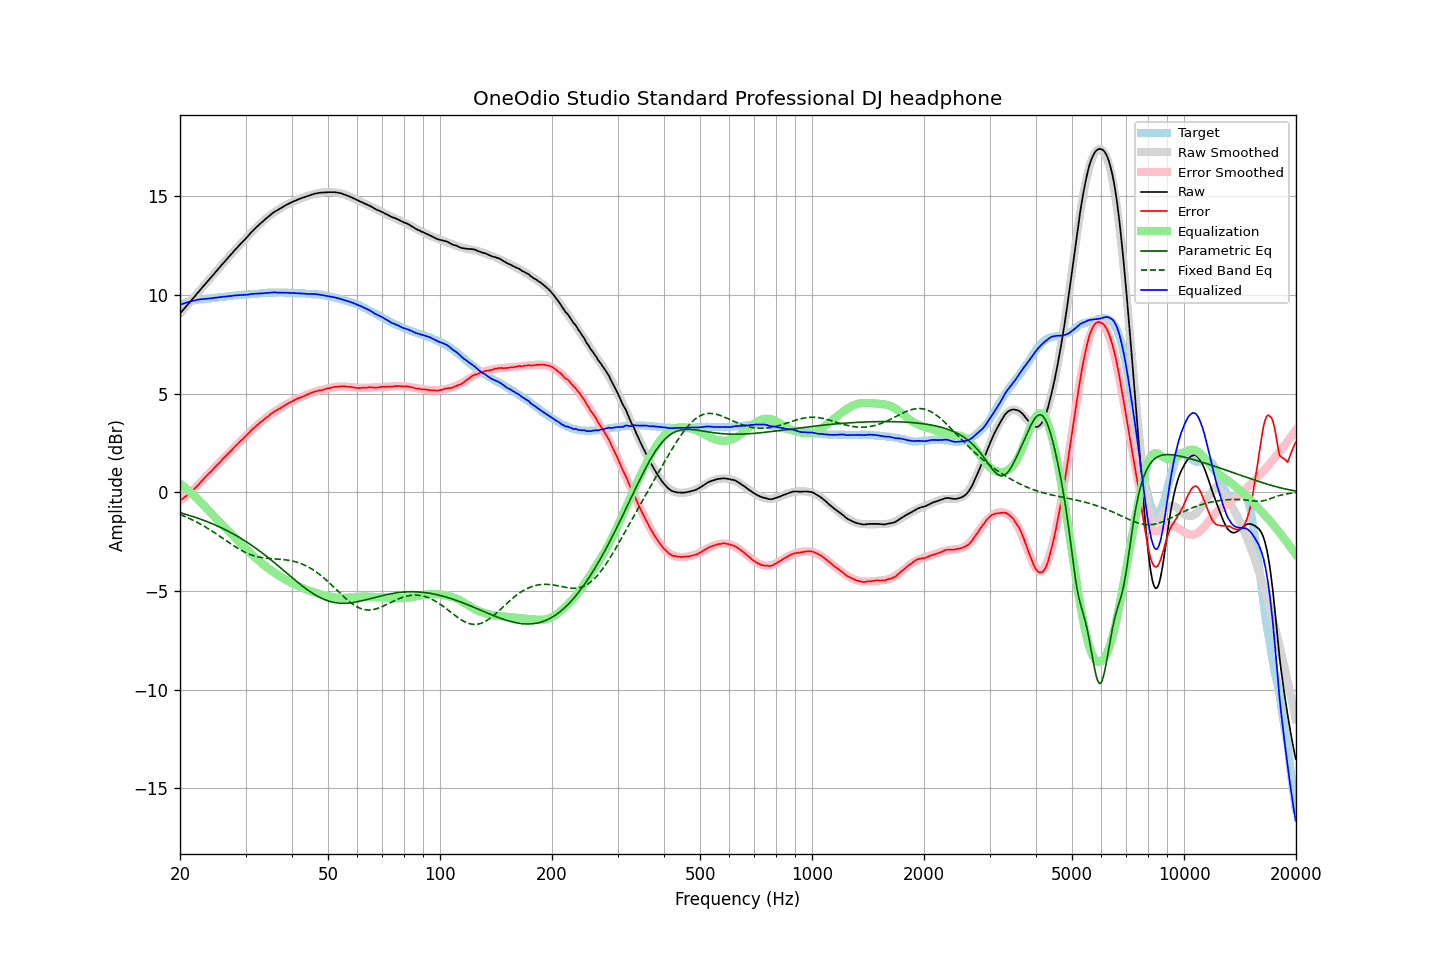 OneOdio Studio Standard Professional DJ headphone
Target
Raw Smoothed
Error Smoothed
Raw
Error
Equalization
Parametric Eq
Fixed Band Eq
Equalized
15
10
5
0
−5
−10
−15
Amplitude (dBr)
20 50 100 200 500 1000 2000 5000 10000 20000
Frequency (Hz)